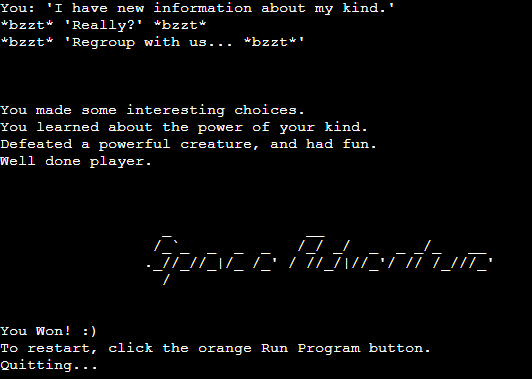 You: 'I have new information about my kind.'
*bzzt* 'Really?' *bzzt*
*bzzt* 'Regroup with us... *bzzt*'
You made some interesting choices.
You learned about the power of your kind.
Defeated a powerful creature, and had fun.
Well done player.
Space Adventure
You Won! :)
To restart, click the orange Run Program button.
Quitting...